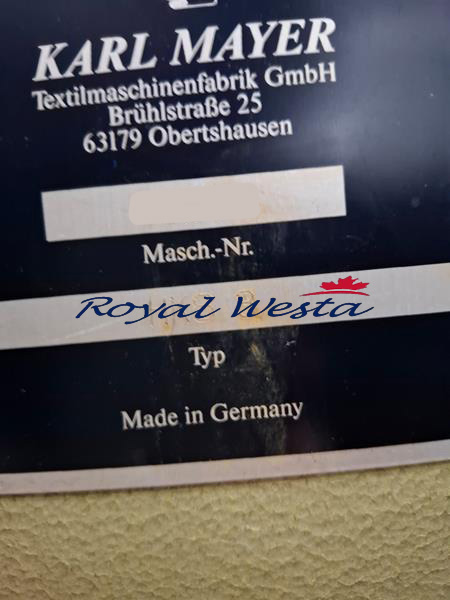 KARL MAYER
Textilmaschinenfabrik GmbH
Brühlstraße 25
63179 Obertshausen
Masch.-Nr.
Royal Westa
Typ
Made in Germany